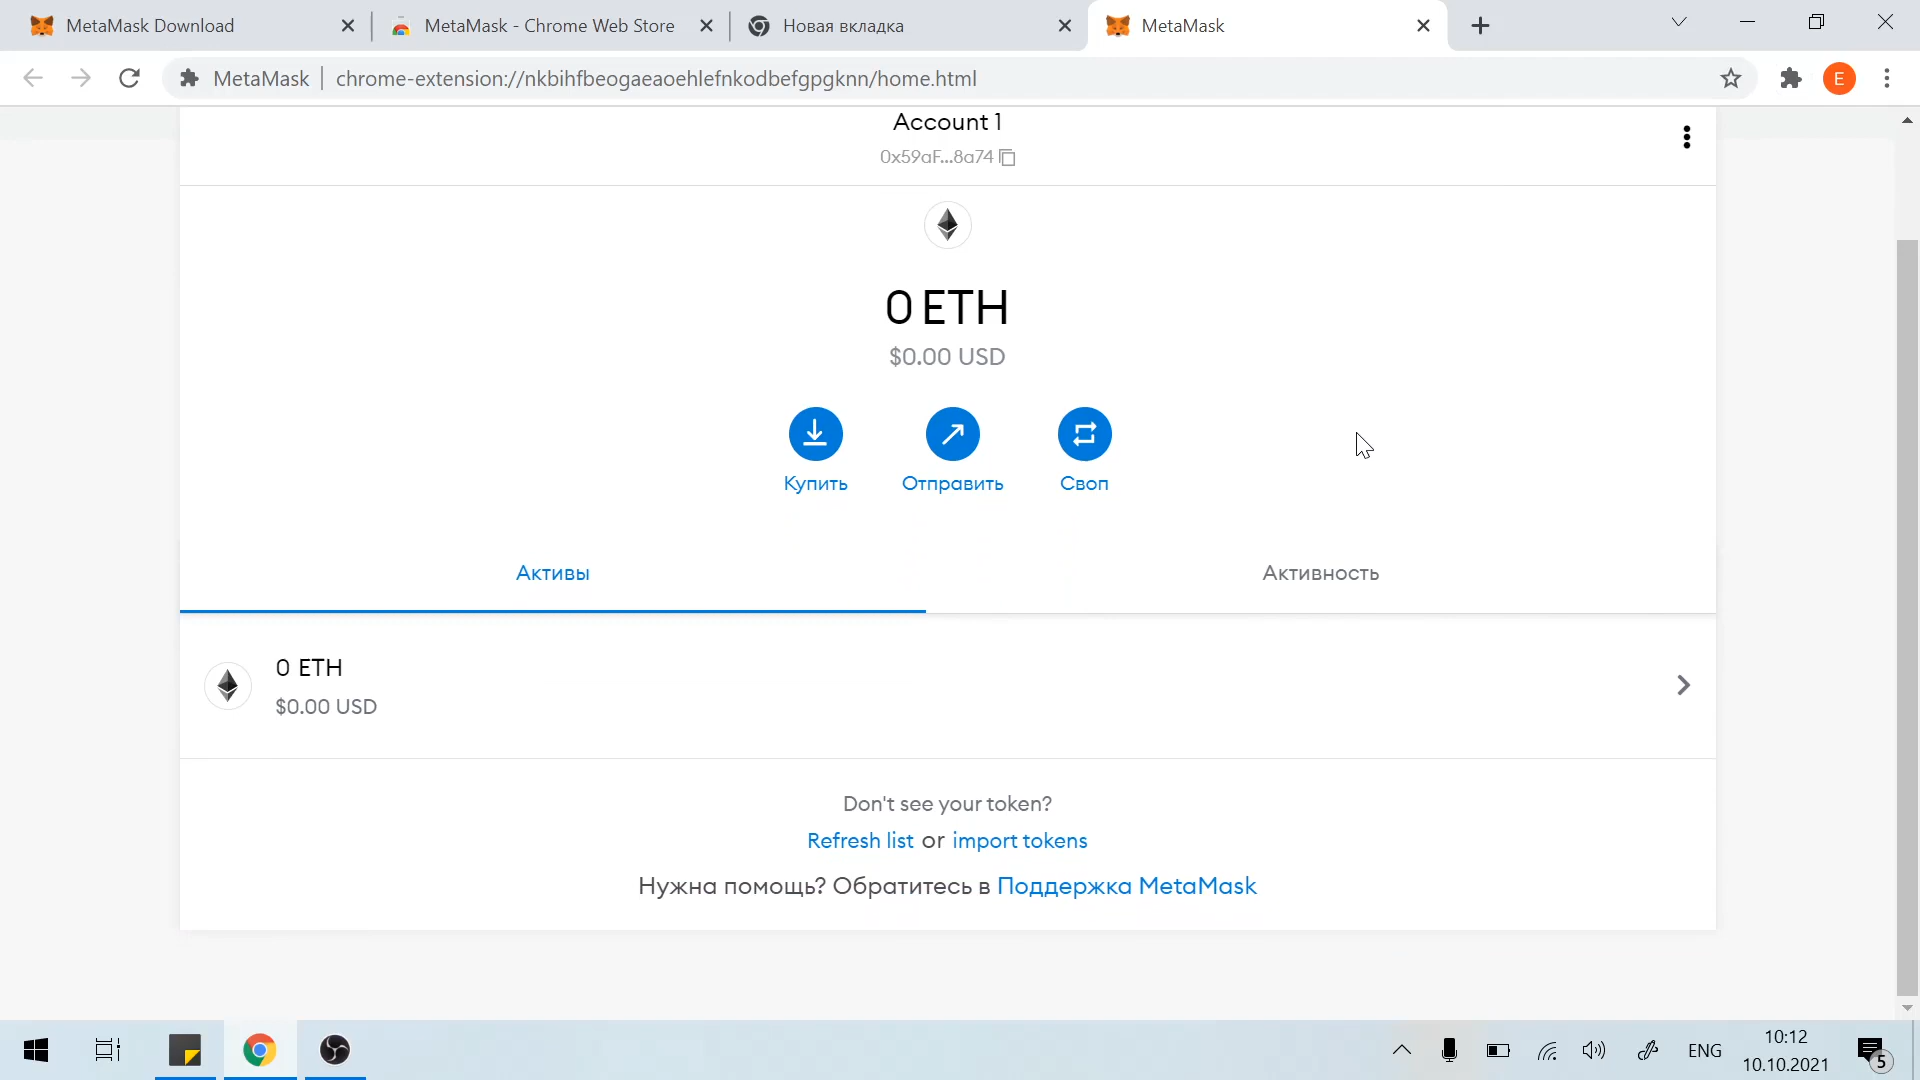 MetaMask Download
MetaMask - Chrome Web Store
Новая вкладка
MetaMask
MetaMask
chrome-extension://nkbihfbeogaeaoehlefnkodbefgpgknn/home.html
E
Account 1
0x59aF...8a74
0 ETH
$0.00 USD
Купить
Отправить
Своп
Активы
Активность
0 ETH
$0.00 USD
Don't see your token?
Refresh list or import tokens
Нужна помощь? Обратитесь в Поддержка MetaMask
ENG
10:12
10.10.2021
5